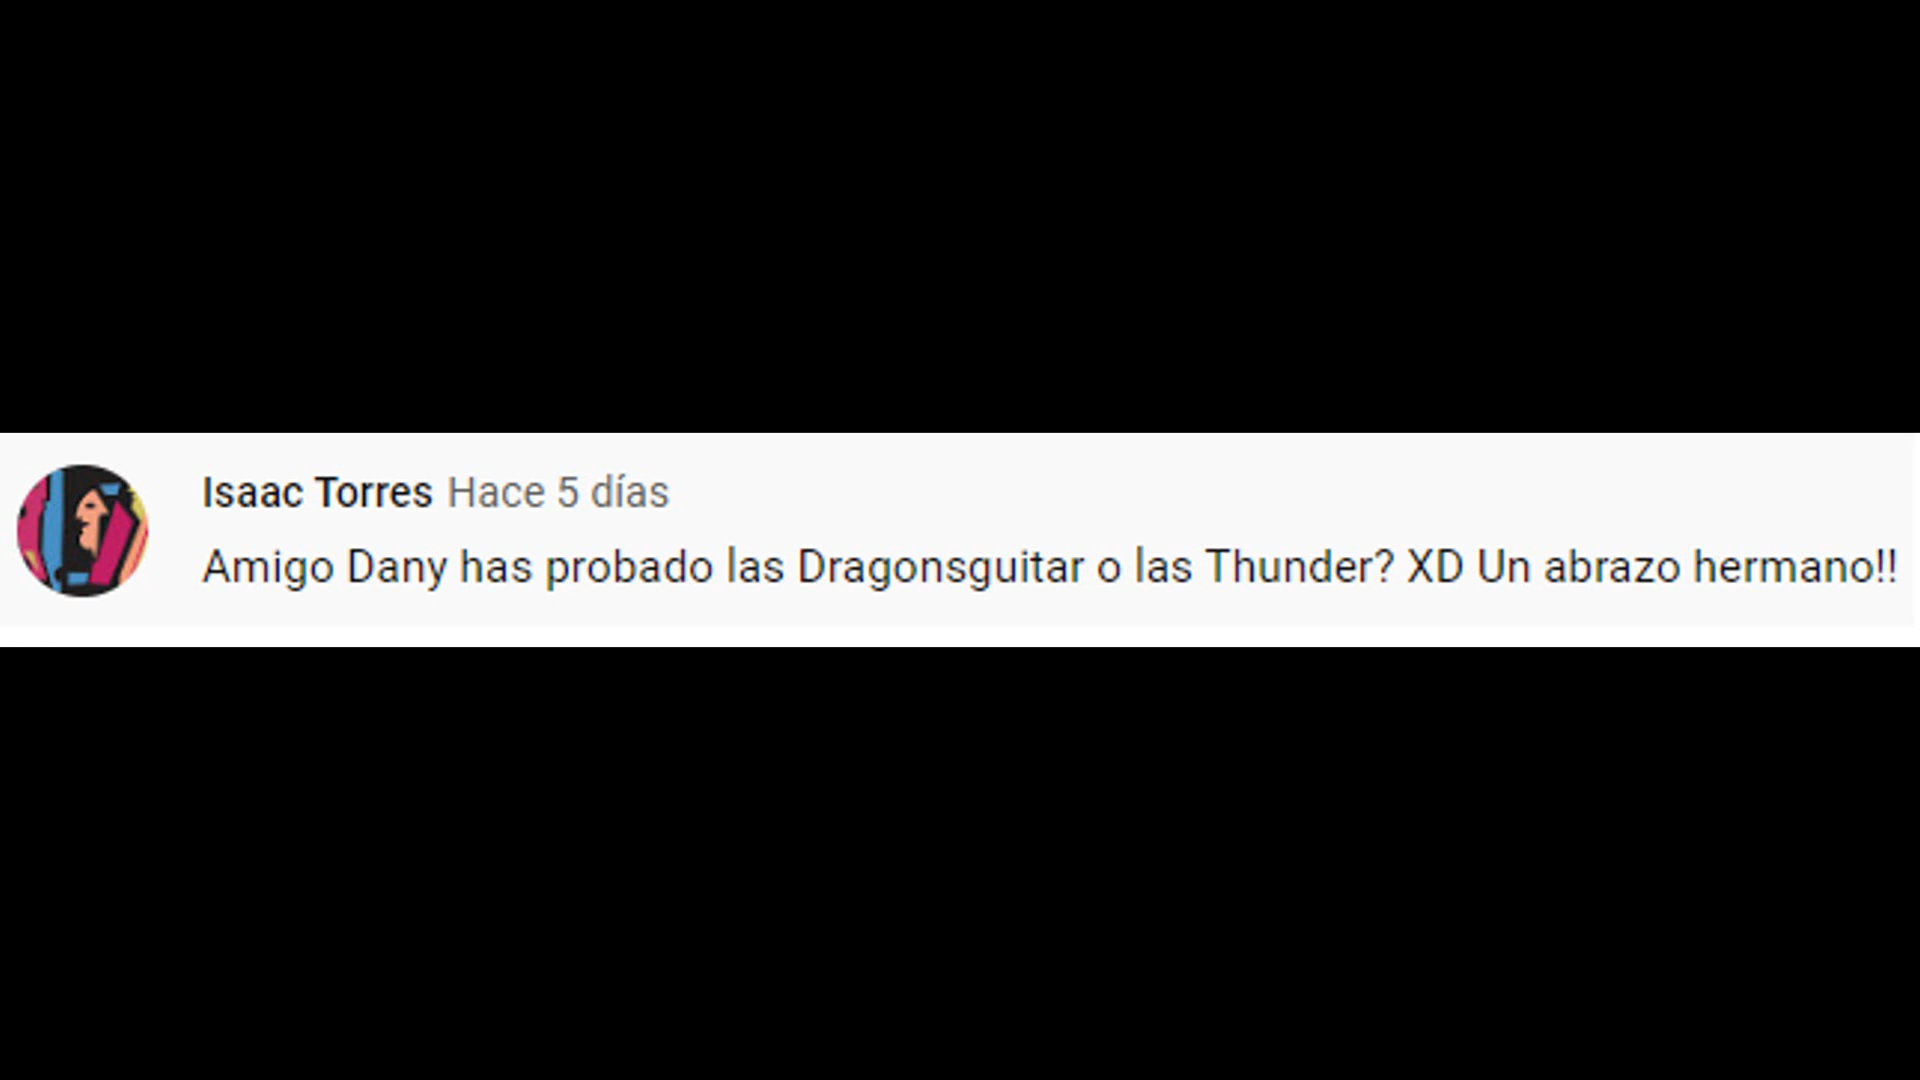 Isaac Torres Hace 5 días
Amigo Dany has probado las Dragonsguitar o las Thunder? XD Un abrazo hermano!!